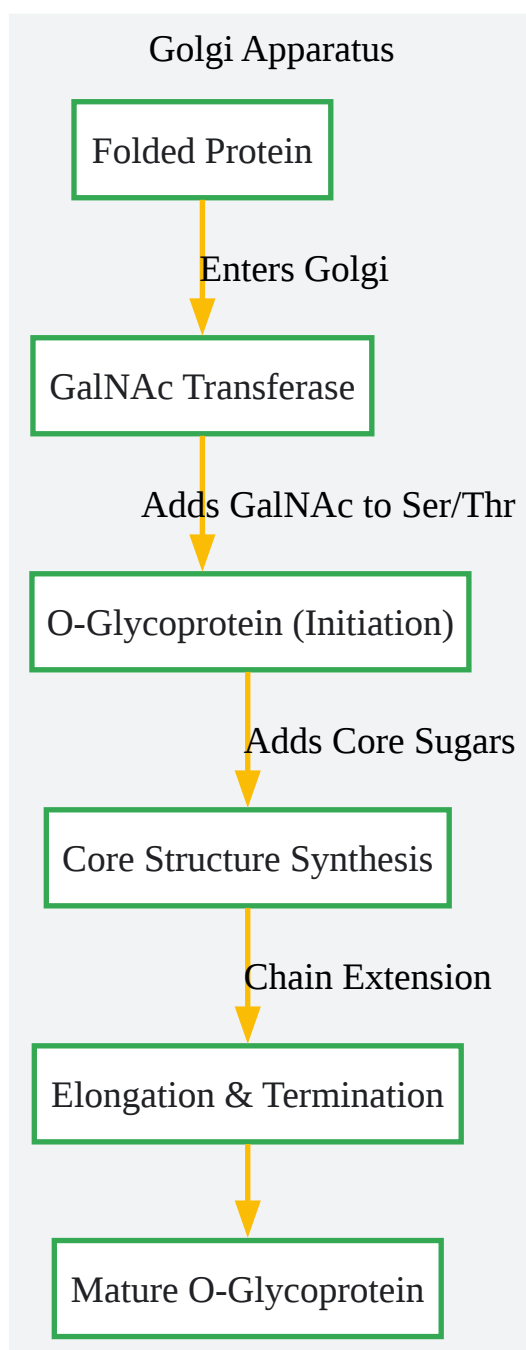 Golgi Apparatus
Folded Protein
Enters Golgi
GalNAc Transferase
Adds GalNAc to Ser/Thr
O-Glycoprotein (Initiation)
Adds Core Sugars
Core Structure Synthesis
Chain Extension
Elongation & Termination
Mature O-Glycoprotein